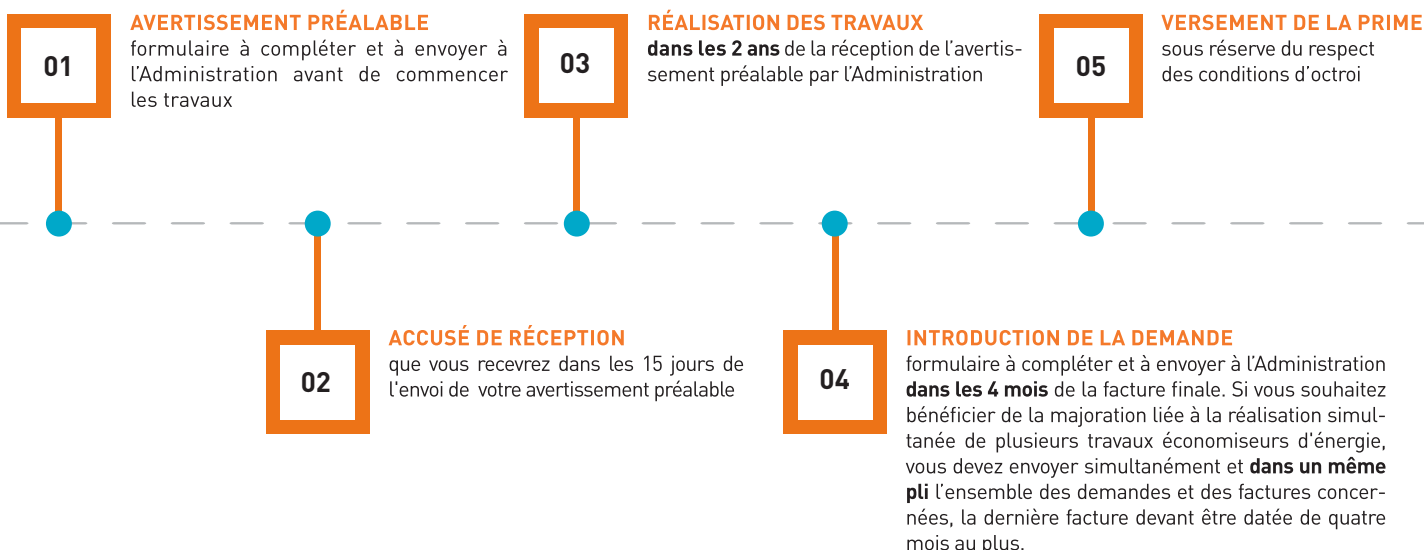 01
AVERTISSEMENT PRÉALABLE
formulaire à compléter et à envoyer à
l'Administration avant de commencer
les travaux
02
ACCUSÉ DE RÉCEPTION
que vous recevrez dans les 15 jours de
l'envoi de votre avertissement préalable
03
RÉALISATION DES TRAVAUX
dans les 2 ans de la réception de l'avertis-
sement préalable par l'Administration
04
INTRODUCTION DE LA DEMANDE
formulaire à compléter et à envoyer à l'Administration
dans les 4 mois de la facture finale. Si vous souhaitez
bénéficier de la majoration liée à la réalisation simul-
tanée de plusieurs travaux économiseurs d'énergie,
vous devez envoyer simultanément et dans un même
pli l'ensemble des demandes et des factures concer-
nées, la dernière facture devant être datée de quatre
mois au plus.
05
VERSEMENT DE LA PRIME
sous réserve du respect
des conditions d'octroi